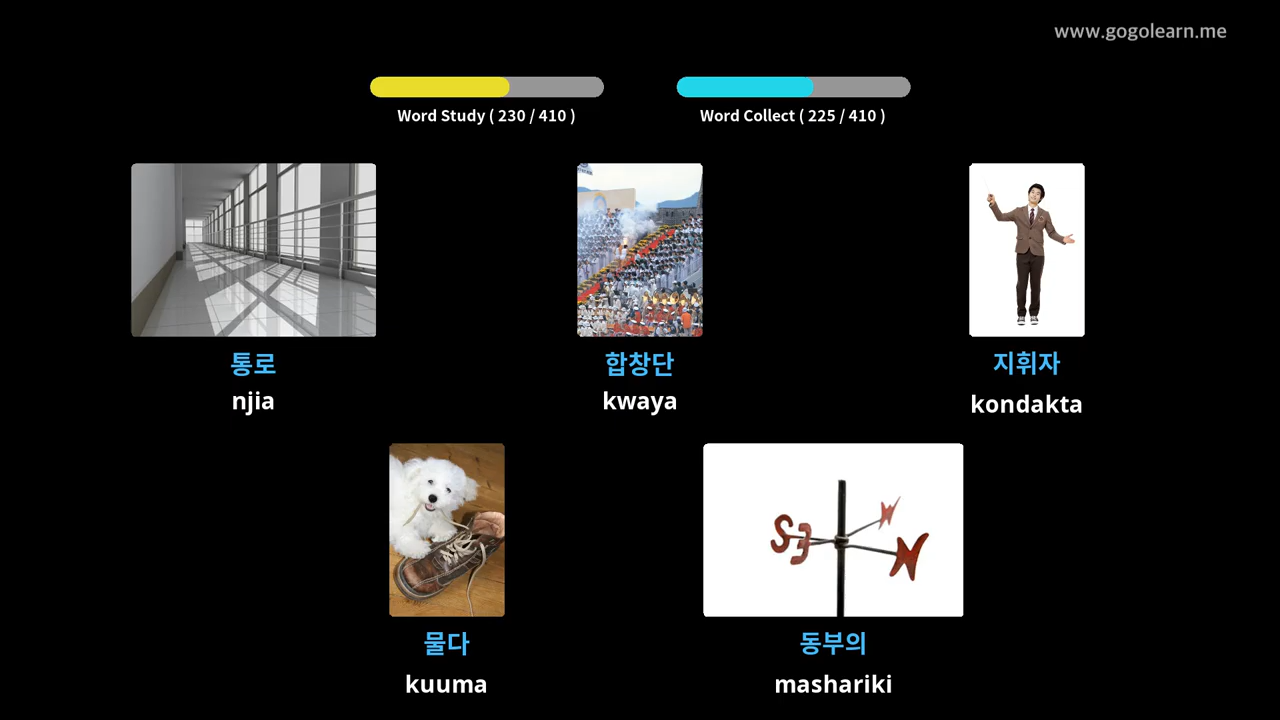 www.gogolearn.me
Word Study ( 230 / 410 )
Word Collect ( 225 / 410 )
통로
njia
합창단
kwaya
지휘자
kondakta
물다
kuuma
동부의
mashariki
S
E
N
W